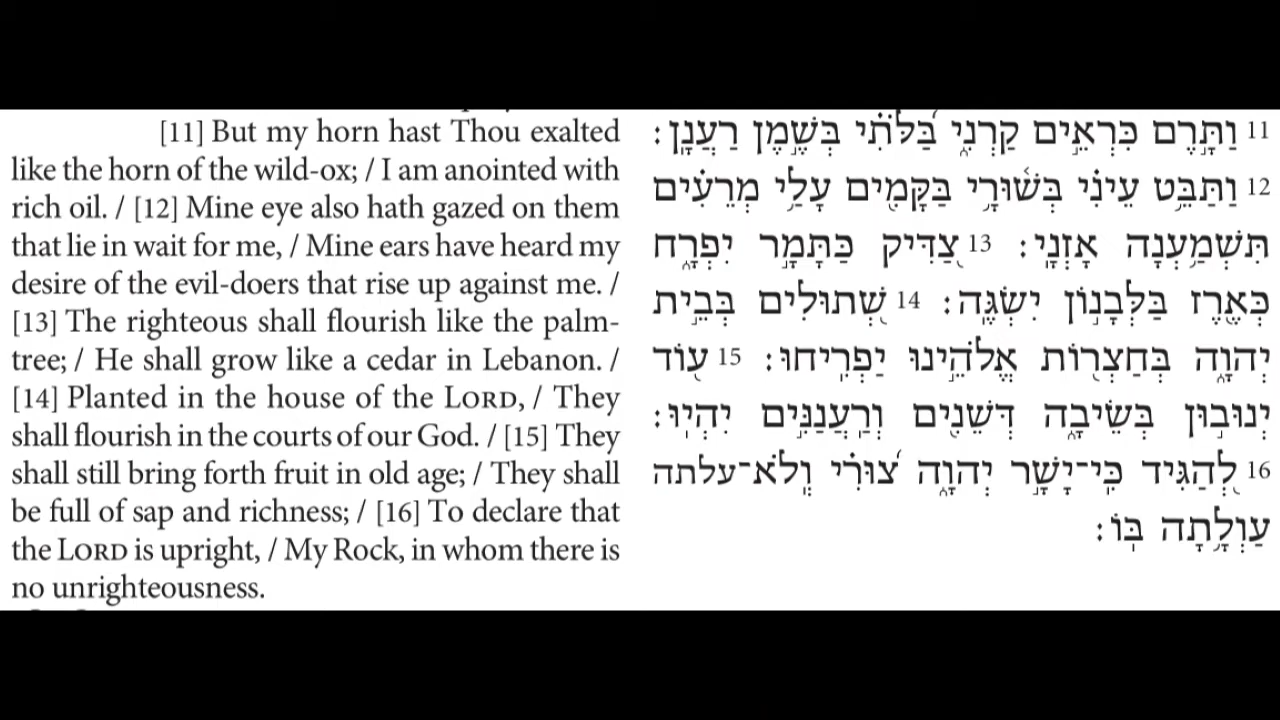 [11] But my horn hast Thou exalted
like the horn of the wild-ox; / I am anointed with
rich oil. / [12] Mine eye also hath gazed on them
that lie in wait for me, / Mine ears have heard my
desire of the evil-doers that rise up against me. /
[13] The righteous shall flourish like the palm-
tree; / He shall grow like a cedar in Lebanon. /
[14] Planted in the house of the LORD, / They
shall flourish in the courts of our God. / [15] They
shall still bring forth fruit in old age; / They shall
be full of sap and richness; / [16] To declare that
the LORD is upright, / My Rock, in whom there is
no unrighteousness.
11 וַתָּ֣רֶם כִּרְאֵ֣ים קַרְנִ֑י בַּ֝לֹּתִ֗י בְּשֶׁ֣מֶן רַעֲנָֽן׃
12 וַתַּבֵּ֥ט עֵינִ֗י בְּשׁ֫וּרָ֥י בַּקָּמִ֖ים עָלַ֥י מְרֵעִ֗ים
תִּשְׁמַ֥עְנָה אָזְנָֽי׃ 13 צַ֭דִּיק כַּתָּמָ֣ר יִפְרָ֑ח
כְּאֶ֖רֶז בַּלְּבָנ֣וֹן יִשְׂגֶּֽה׃ 14 שְׁ֭תוּלִים בְּבֵ֣ית
יְהוָ֑ה בְּחַצְר֖וֹת אֱלֹהֵ֣ינוּ יַפְרִֽיחוּ׃ 15 ע֭וֹד
יְנוּב֣וּן בְּשֵׂיבָ֑ה דְּשֵׁנִ֖ים וְרַֽעֲנַנִּ֣ים יִהְיֽוּ׃
16 לְ֭הַגִּיד כִּֽי־יָשָׁ֣ר יְהוָ֑ה צ֝וּרִ֗י וְֽלֹא־עלתה
עַוְלָ֥תָה בּֽוֹ׃